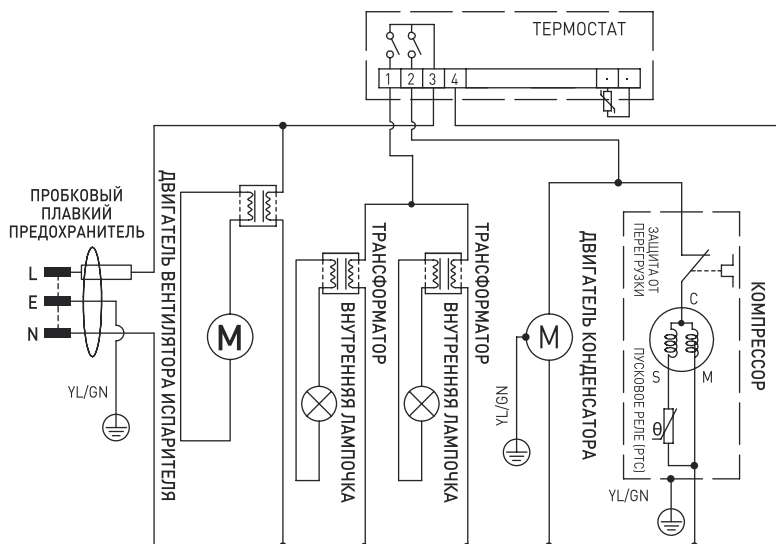 ТЕРМОСТАТ
1 2 3 4
ПРОБКОВЫЙ
ПЛАВКИЙ
ПРЕДОХРАНИТЕЛЬ
L
E
N
YL/GN
ДВИГАТЕЛЬ ВЕНТИЛЯТОРА ИСПАРИТЕЛЯ
M
ТРАНСФОРМАТОР
ВНУТРЕННЯЯ ЛАМПОЧКА
ТРАНСФОРМАТОР
ВНУТРЕННЯЯ ЛАМПОЧКА
M
YL/GN
ДВИГАТЕЛЬ КОНДЕНСАТОРА
ЗАЩИТА ОТ
ПЕРЕГРУЗКИ
C
S
M
ПУСКОВОЕ РЕЛЕ (PTC)
θ
YL/GN
КОМПРЕССОР